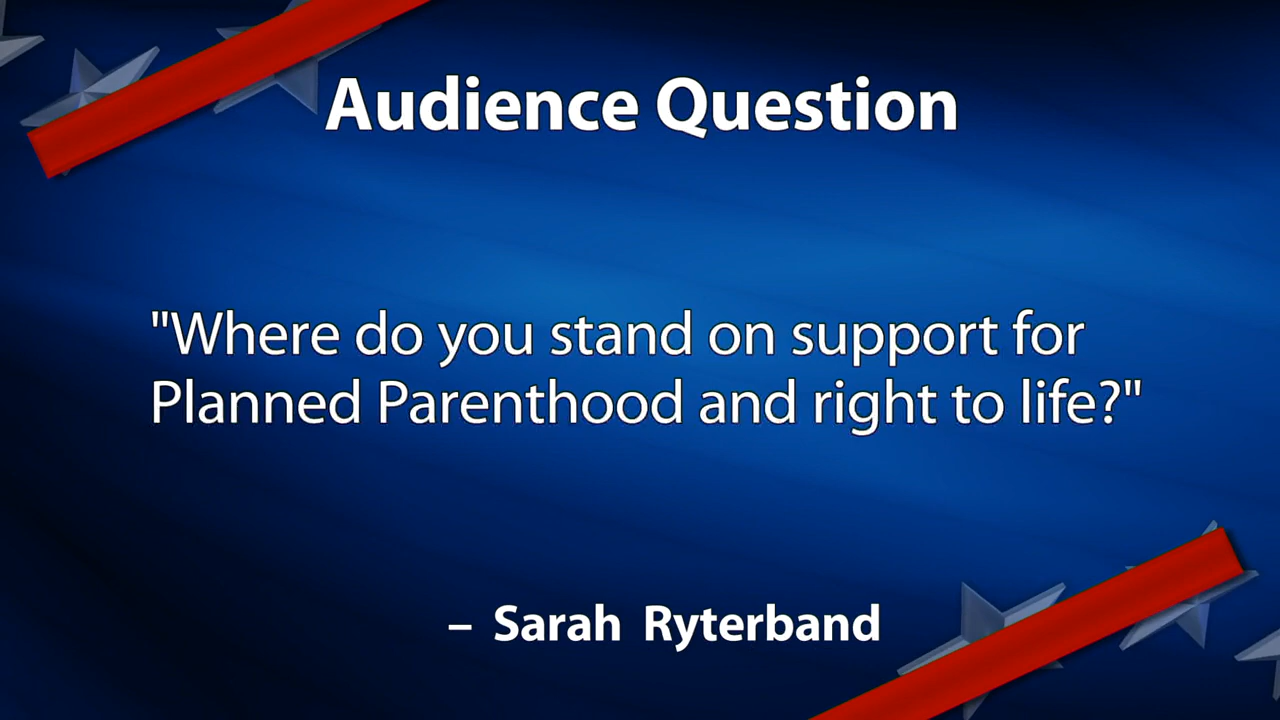 Audience Question
"Where do you stand on support for
Planned Parenthood and right to life?"
– Sarah Ryterband